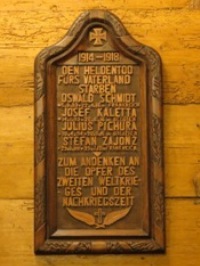 1914-1918
DEN HELDENTOD
FÜRS VATERLAND
STARBEN
OSWALD SCHMIDT
JOSEF KALETTA
JULIUS PICHURA
STEFAN ZAJONZ
ZUM ANDENKEN AN
DIE OPFER DES
ZWEITEN WELTKRIE-
GES UND DER
NACHKRIEGSZEIT